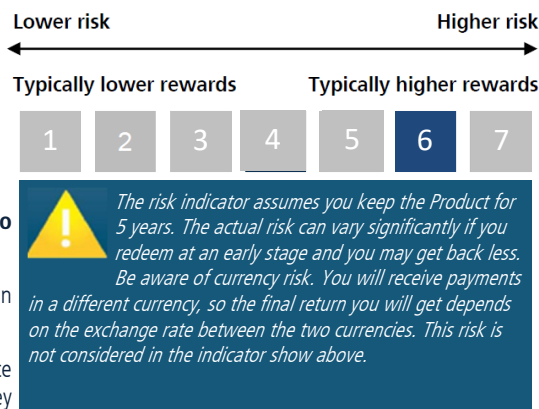 Lower risk Higher risk
Typically lower rewards Typically higher rewards
1 2 3 4 5 6 7
The risk indicator assumes you keep the Product for
o 5 years. The actual risk can vary significantly if you
redeem at an early stage and you may get back less.
Be aware of currency risk. You will receive payments
n in a different currency, so the final return you will get depends
on the exchange rate between the two currencies. This risk is
not considered in the indicator show above.
te
ey